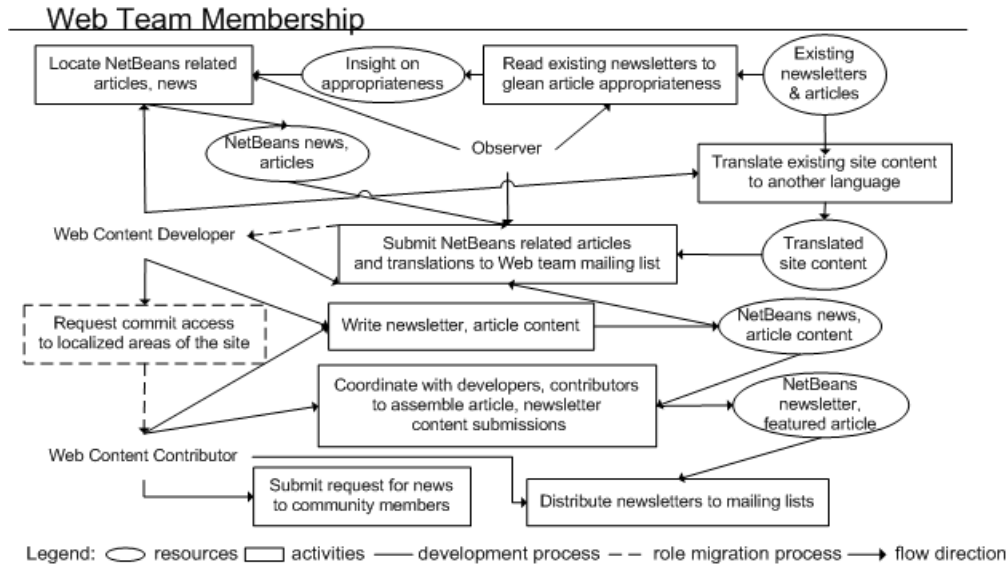 Web Team Membership
Locate NetBeans related
articles, news
Insight on
appropriateness
Read existing newsletters to
glean article appropriateness
Existing
newsletters
& articles
NetBeans news,
articles
Observer
Translate existing site content
to another language
Web Content Developer
Submit NetBeans related articles
and translations to Web team mailing list
Translated
site content
Request commit access
to localized areas of the site
Write newsletter, article content
NetBeans news,
article content
Coordinate with developers, contributors
to assemble article, newsletter
content submissions
NetBeans
newsletter,
featured article
Web Content Contributor
Submit request for news
to community members
Distribute newsletters to mailing lists
Legend: resources activities development process role migration process flow direction